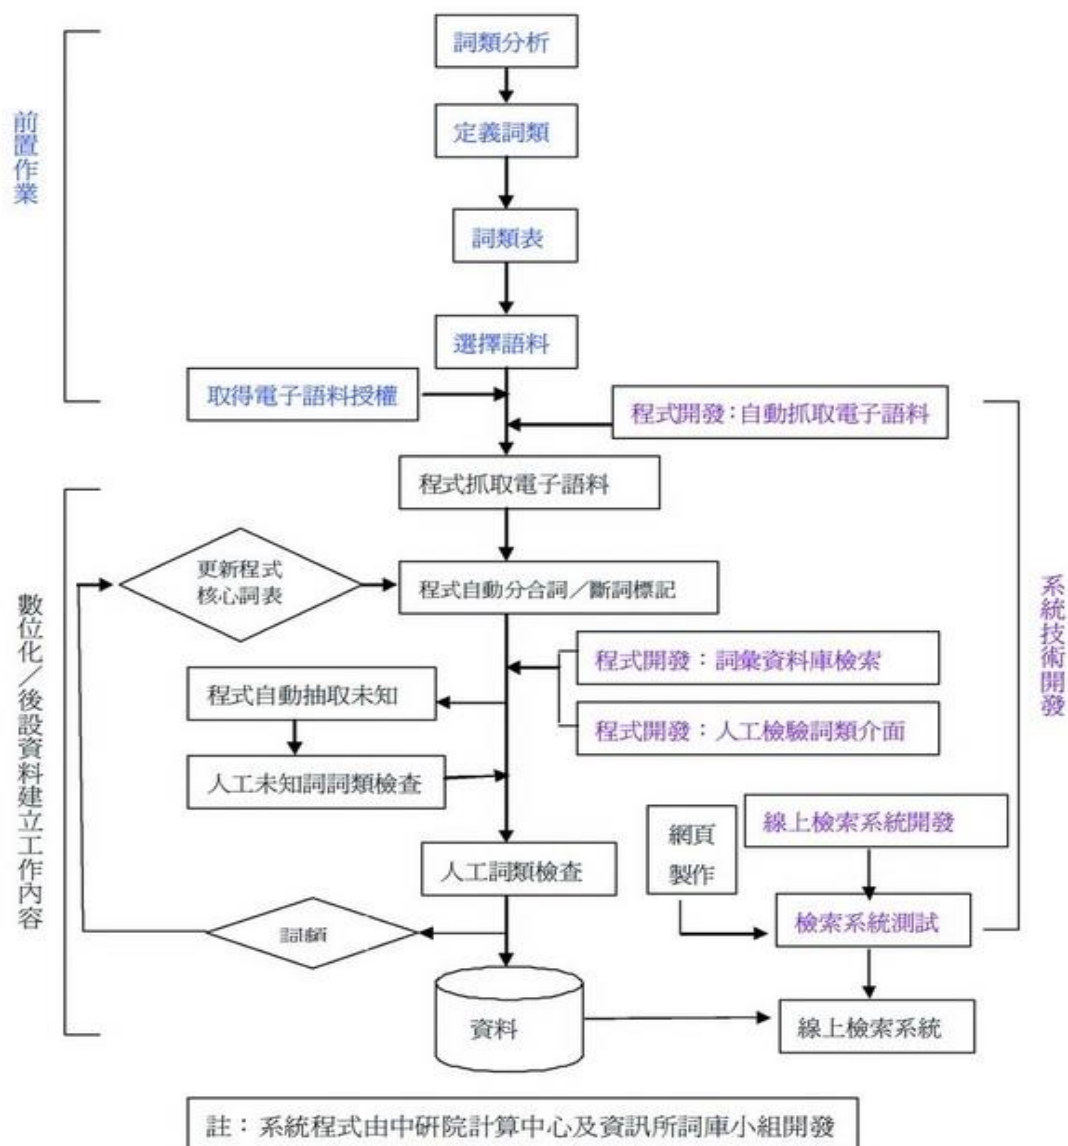 詞類分析
前置作業
定義詞類
詞類表
選擇語料
取得電子語料授權
程式開發：自動抓取電子語料
程式抓取電子語料
更新程式
核心詞表
程式自動分合詞／斷詞標記
系統技術開發
數位化／後設資料建立工作內容
程式開發：詞彙資料庫檢索
程式自動抽取未知
程式開發：人工檢驗詞類介面
人工未知詞詞類檢查
網頁
製作
線上檢索系統開發
人工詞類檢查
詞頻
檢索系統測試
資料
線上檢索系統
註：系統程式由中研院計算中心及資訊所詞庫小組開發